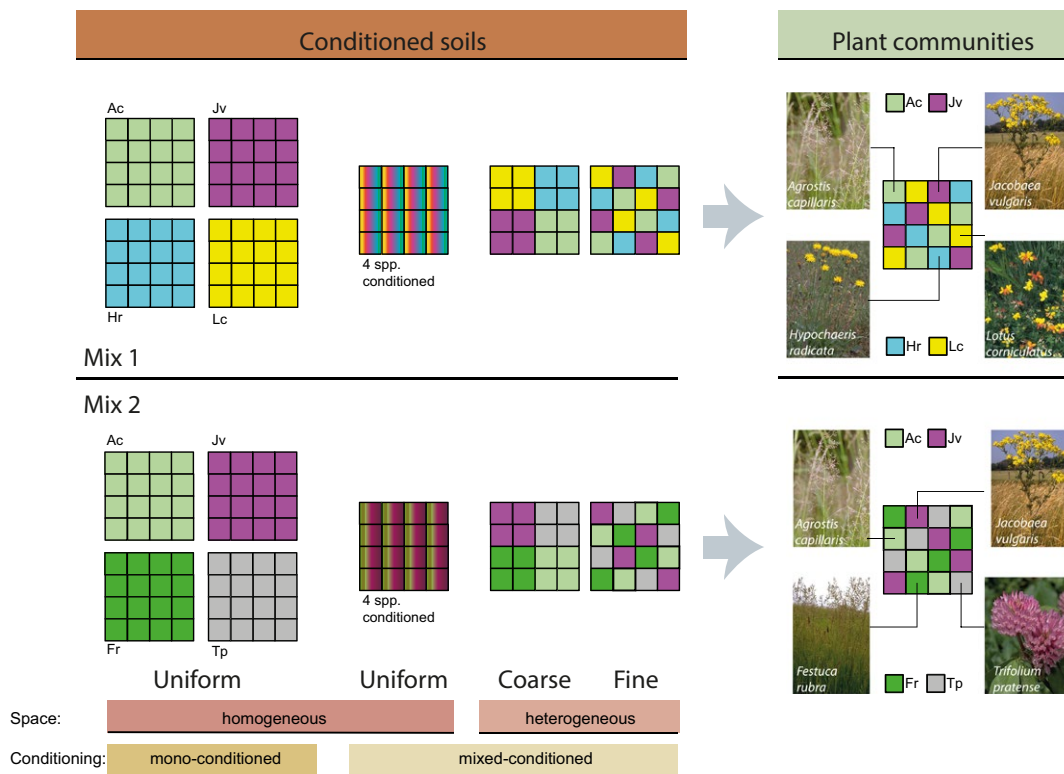 Conditioned soils
Plant communities
Ac
Jv
Hr
Lc
4 spp.
conditioned
Mix 1
Ac Jv
Agrostis
capillaris
Jacobaea
vulgaris
Hypochaeris
radicata
Lotus
corniculatus
Hr Lc
Mix 2
Ac
Jv
Fr
Tp
4 spp.
conditioned
Ac Jv
Agrostis
capillaris
Jacobaea
vulgaris
Festuca
rubra
Trifolium
pratense
Fr Tp
Uniform
Uniform
Coarse
Fine
Space:
homogeneous
heterogeneous
Conditioning:
mono-conditioned
mixed-conditioned